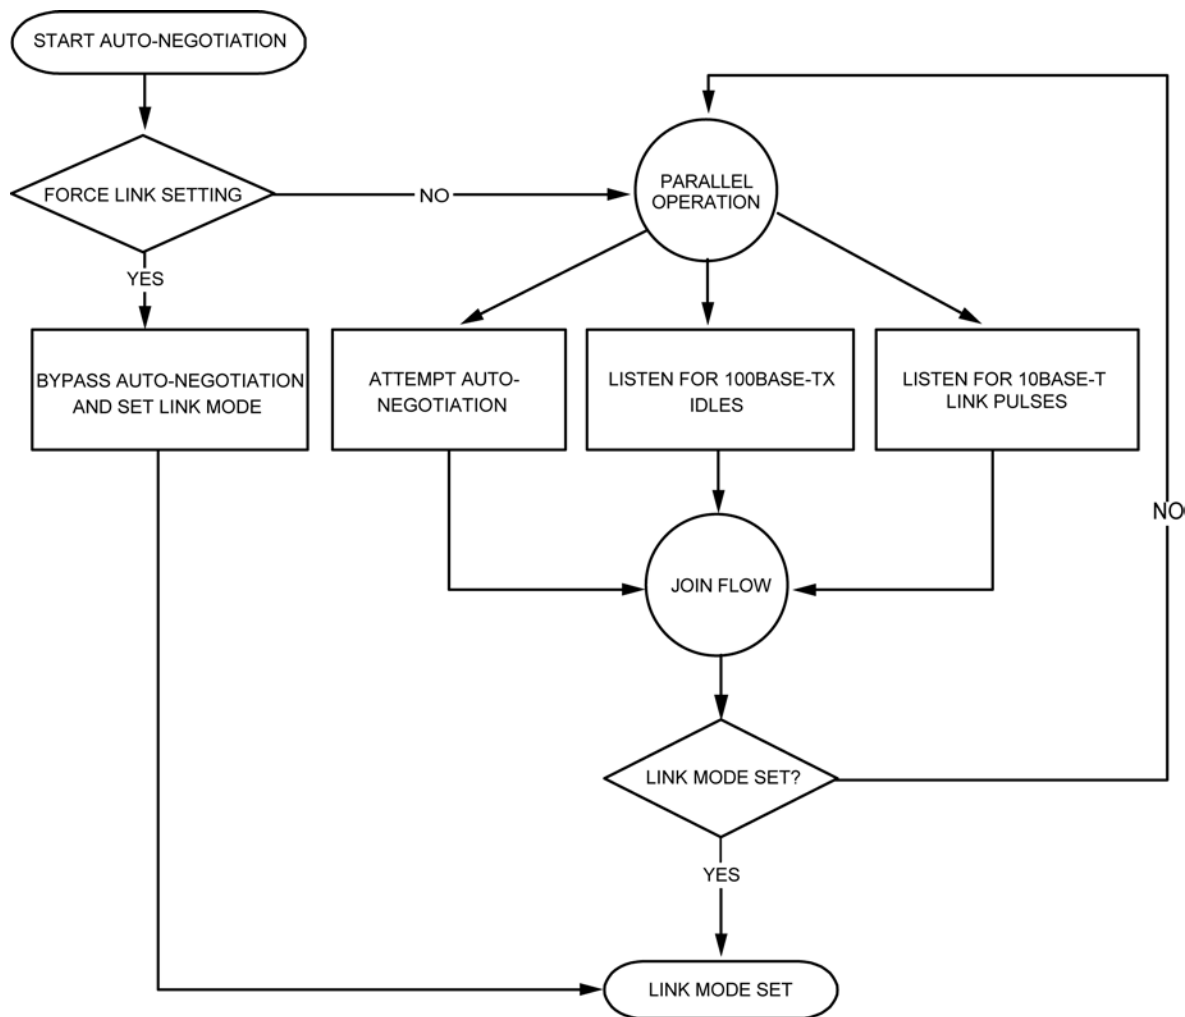 START AUTO-NEGOTIATION
FORCE LINK SETTING
NO
PARALLEL
OPERATION
YES
BYPASS AUTO-NEGOTIATION
AND SET LINK MODE
ATTEMPT AUTO-
NEGOTIATION
LISTEN FOR 100BASE-TX
IDLES
LISTEN FOR 10BASE-T
LINK PULSES
NO
JOIN FLOW
LINK MODE SET?
YES
LINK MODE SET